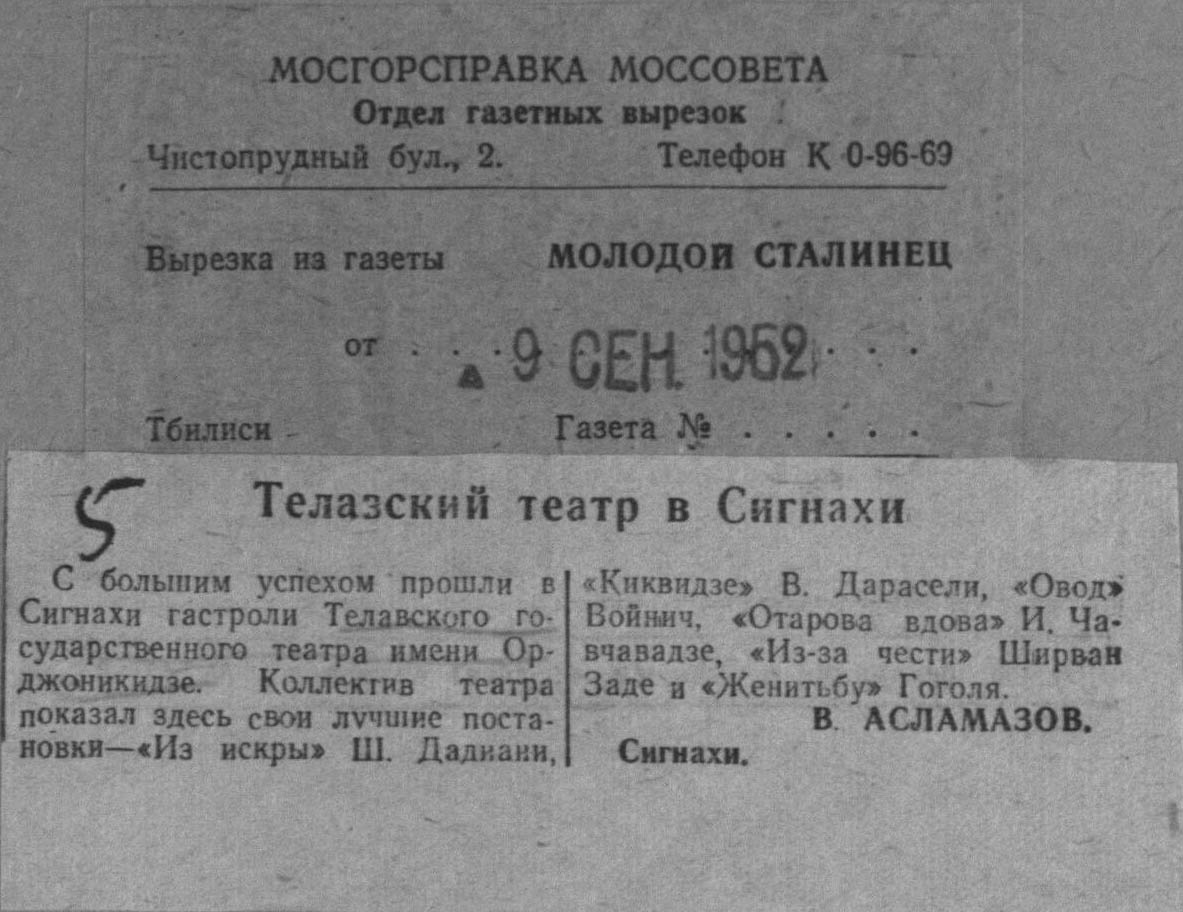 МОСГОРСПРАВКА МОССОВЕТА
Отдел газетных вырезок
Чистопрудный бул., 2. Телефон К 0-96-69
Вырезка из газеты МОЛОДОЙ СТАЛИНЕЦ
от . . . 9 СЕН. 1952 . . .
Тбилиси Газета № . . . . .
5
Телазский театр в Сигнахи
С большим успехом прошли в
Сигнахи гастроли Телавского го-
сударственного театра имени Ор-
джоникидзе. Коллектив театра
показал здесь свои лучшие поста-
новки—«Из искры» Ш. Дадиани,
«Киквидзе» В. Дарасели, «Овод»
Войнич, «Отарова вдова» И. Ча-
вчавадзе, «Из-за чести» Ширван
Заде и «Женитьбу» Гоголя.
В. АСЛАМАЗОВ.
Сигнахи.